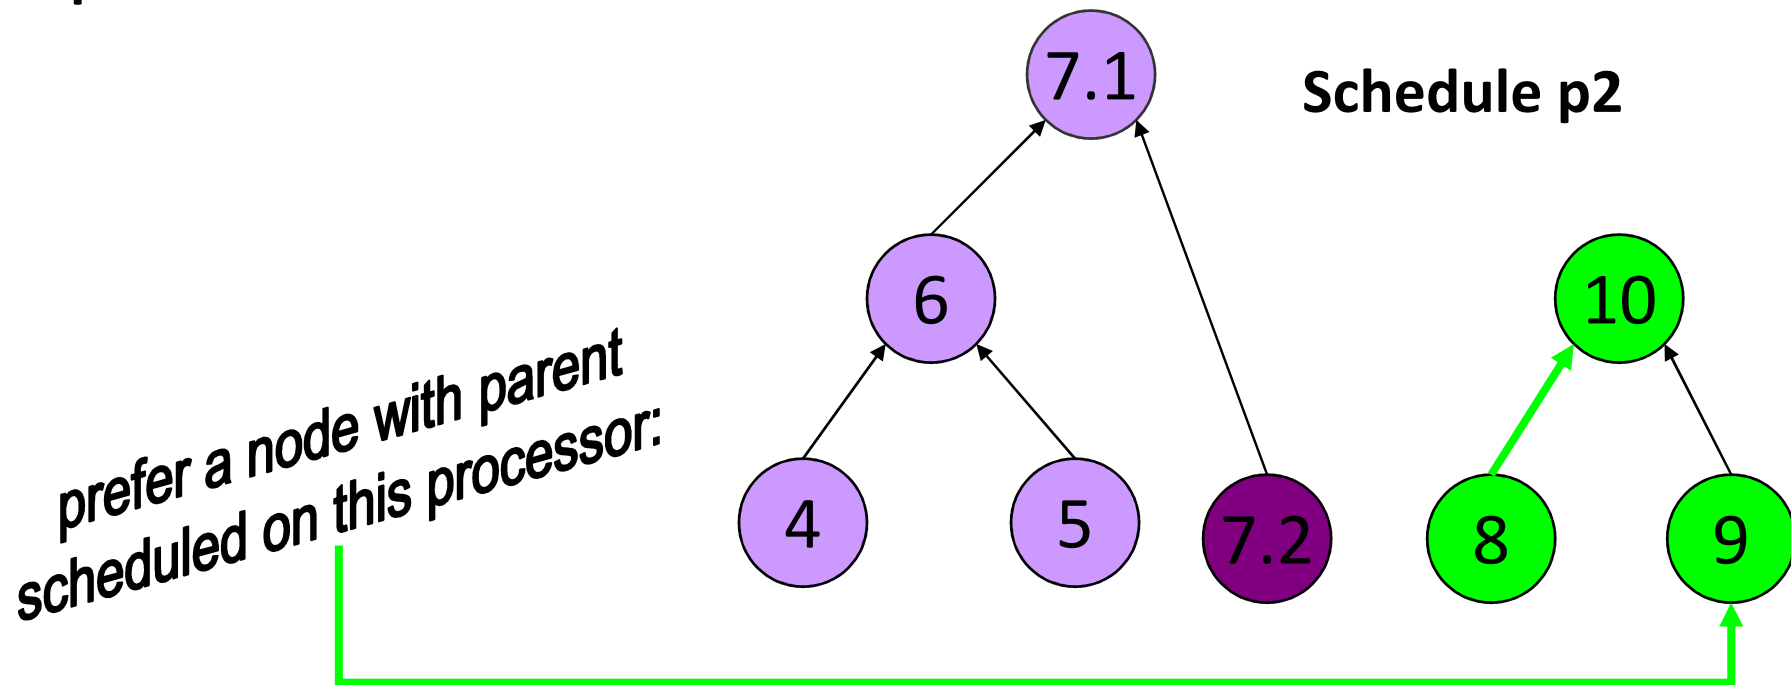 7.1
Schedule p2
6
10
prefer a node with parent
scheduled on this processor:
4
5
7.2
8
9